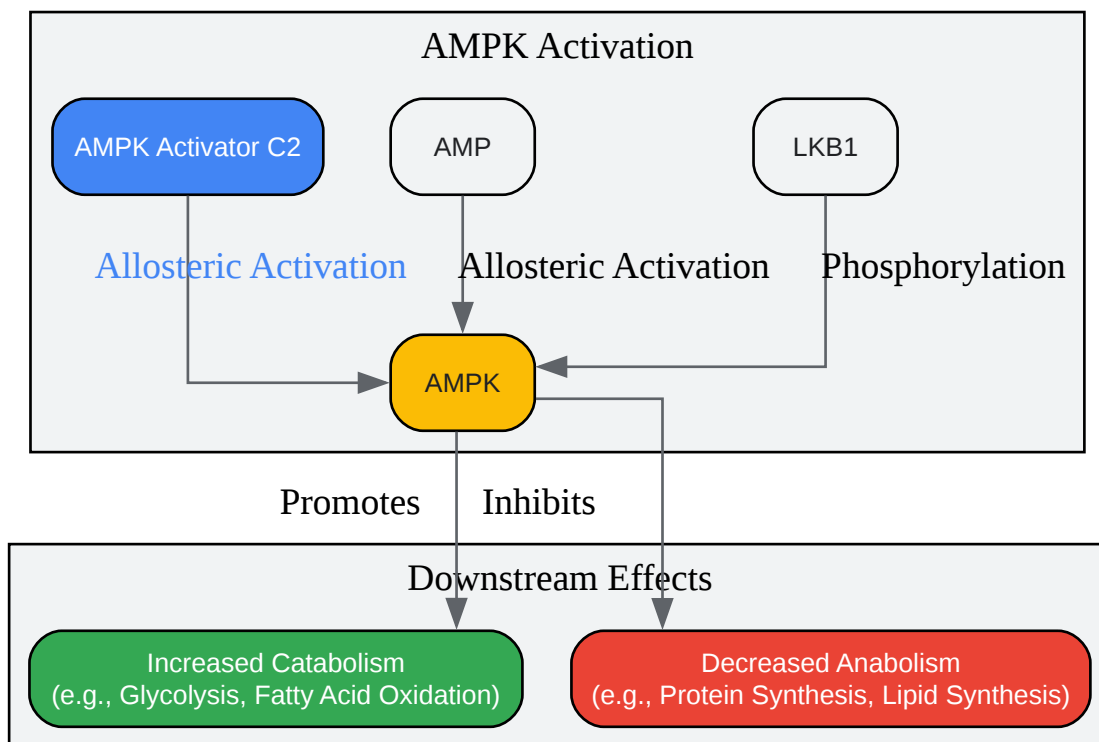 AMPK Activation
AMPK Activator C2
AMP
LKB1
Allosteric Activation
Allosteric Activation
Phosphorylation
AMPK
Promotes
Inhibits
Downstream Effects
Increased Catabolism
(e.g., Glycolysis, Fatty Acid Oxidation)
Decreased Anabolism
(e.g., Protein Synthesis, Lipid Synthesis)